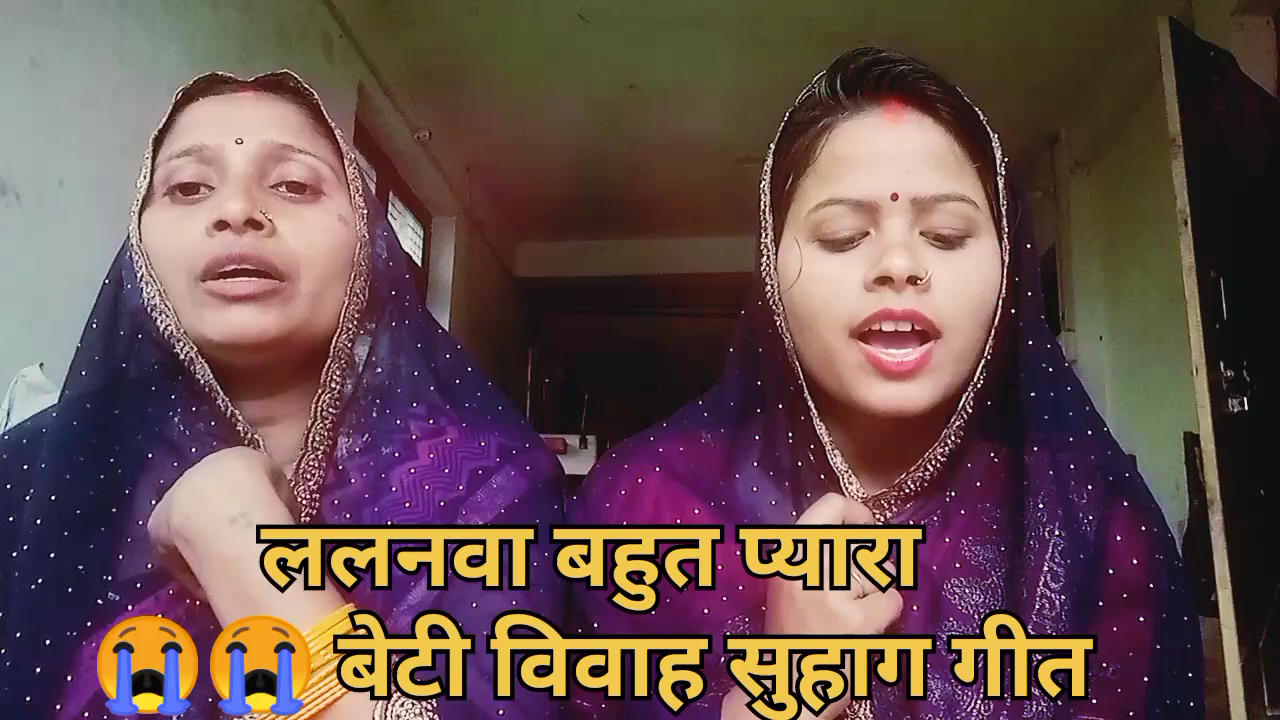 ललनवा बहुत प्यारा
😭😭 बेटी विवाह सुहाग गीत